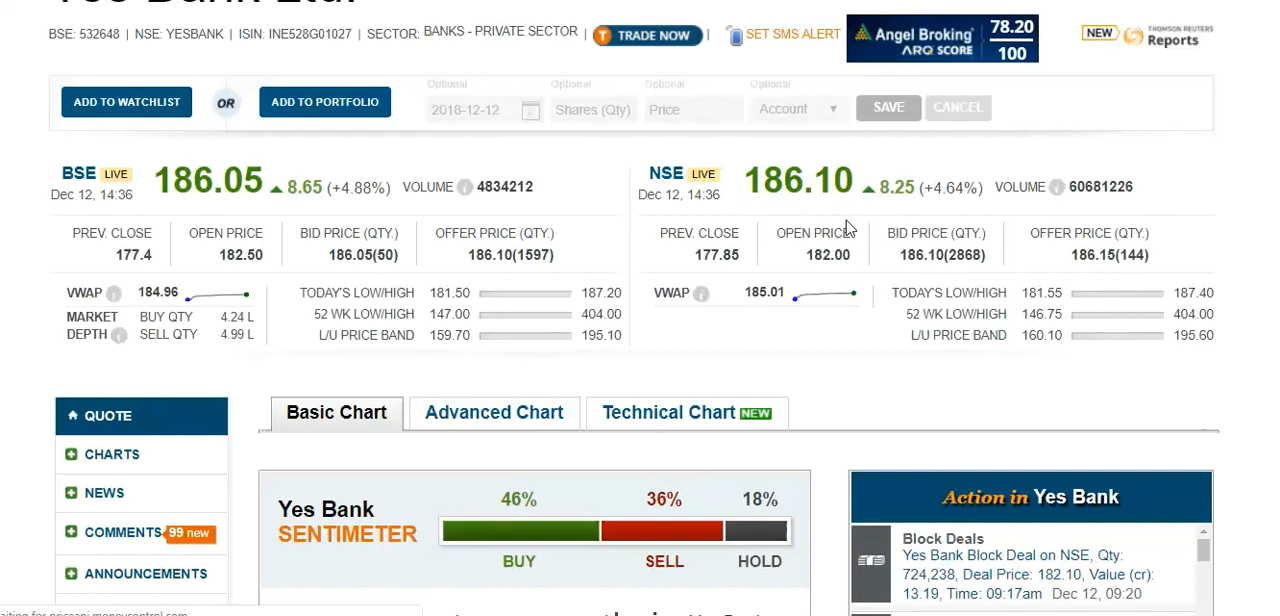 Yes Bank Ltd.
BSE: 532648 | NSE: YESBANK | ISIN: INE528G01027 | SECTOR: BANKS - PRIVATE SECTOR | T TRADE NOW | SET SMS ALERT
Angel Broking ARQ SCORE 78.20 100
NEW THOMSON REUTERS Reports
ADD TO WATCHLIST OR ADD TO PORTFOLIO
Optional Optional Optional Optional
2018-12-12 Shares (Qty) Price Account SAVE CANCEL
BSE LIVE 186.05 8.65 (+4.88%) VOLUME 4834212
Dec 12, 14:36
PREV. CLOSE OPEN PRICE BID PRICE (QTY.) OFFER PRICE (QTY.)
177.4 182.50 186.05(50) 186.10(1597)
VWAP 184.96
MARKET DEPTH
BUY QTY 4.24 L
SELL QTY 4.99 L
TODAY'S LOW/HIGH 181.50 187.20
52 WK LOW/HIGH 147.00 404.00
L/U PRICE BAND 159.70 195.10
NSE LIVE 186.10 8.25 (+4.64%) VOLUME 60681226
Dec 12, 14:36
PREV. CLOSE OPEN PRICE BID PRICE (QTY.) OFFER PRICE (QTY.)
177.85 182.00 186.10(2868) 186.15(144)
VWAP 185.01
TODAY'S LOW/HIGH 181.55 187.40
52 WK LOW/HIGH 146.75 404.00
L/U PRICE BAND 160.10 195.60
QUOTE
CHARTS
NEWS
COMMENTS 99 new
ANNOUNCEMENTS
Basic Chart Advanced Chart Technical Chart NEW
Yes Bank
SENTIMETER
46% 36% 18%
BUY SELL HOLD
Action in Yes Bank
Block Deals
Yes Bank Block Deal on NSE, Qty:
724,238, Deal Price: 182.10, Value (cr):
13.19, Time: 09:17am Dec 12, 09:20